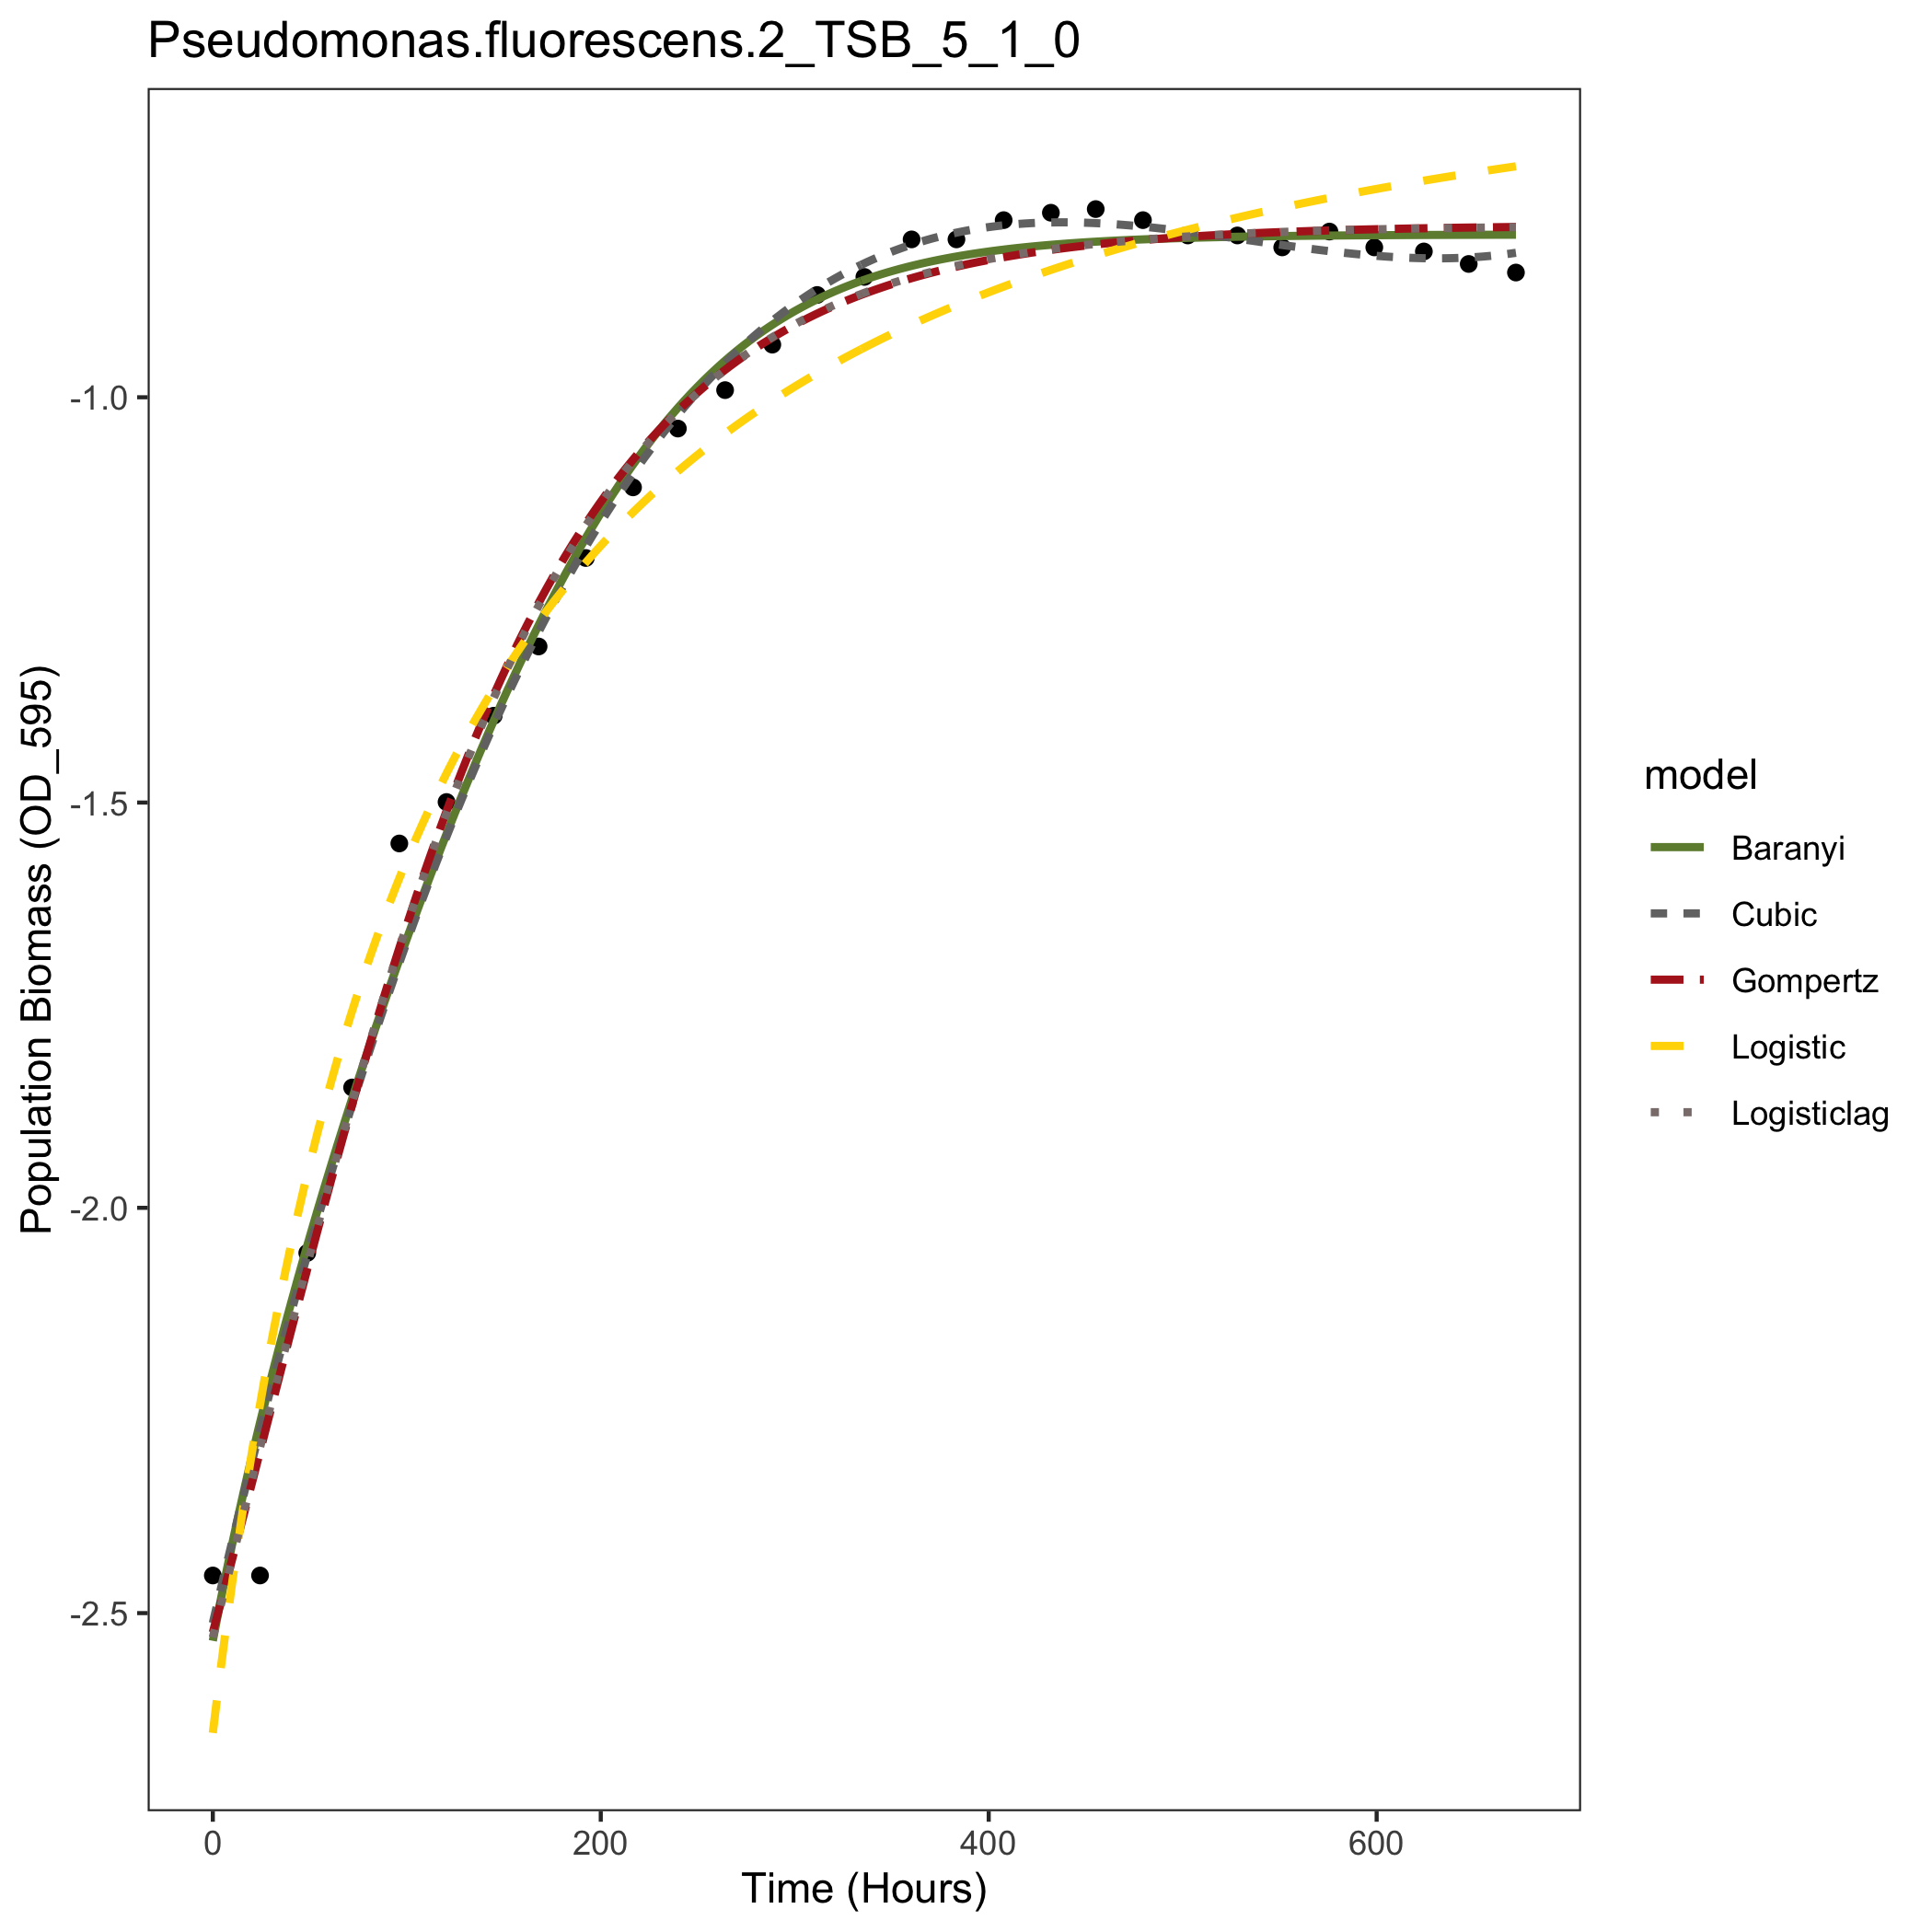 Pseudomonas.fluorescens.2_TSB_5_1_0
Population Biomass (OD_595)
-1.0
-1.5
-2.0
-2.5
0
200
400
600
Time (Hours)
model
Baranyi
Cubic
Gompertz
Logistic
Logisticlag